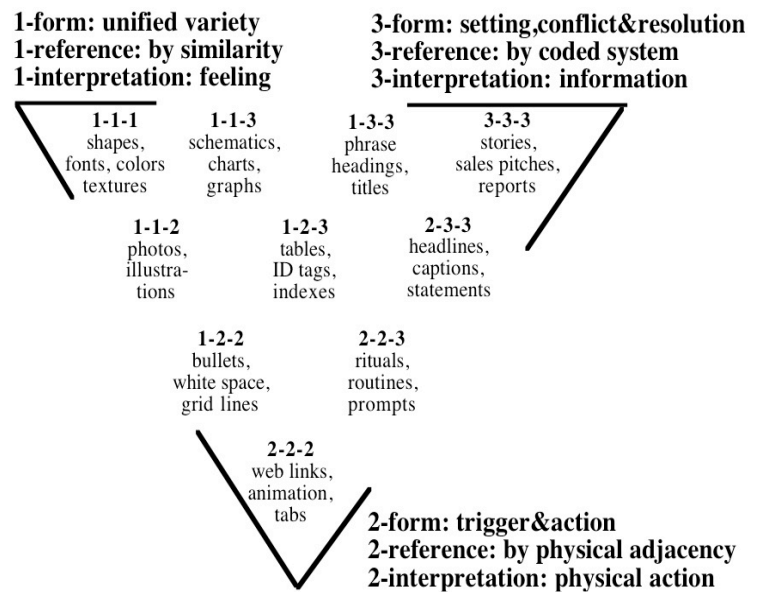 1-form: unified variety
1-reference: by similarity
1-interpretation: feeling
3-form: setting,conflict&resolution
3-reference: by coded system
3-interpretation: information
1-1-1
shapes,
fonts, colors
textures
1-1-3
schematics,
charts,
graphs
1-3-3
phrase
headings,
titles
3-3-3
stories,
sales pitches,
reports
1-1-2
photos,
illustra-
tions
1-2-3
tables,
ID tags,
indexes
2-3-3
headlines,
captions,
statements
1-2-2
bullets,
white space,
grid lines
2-2-3
rituals,
routines,
prompts
2-2-2
web links,
animation,
tabs
2-form: trigger&action
2-reference: by physical adjacency
2-interpretation: physical action